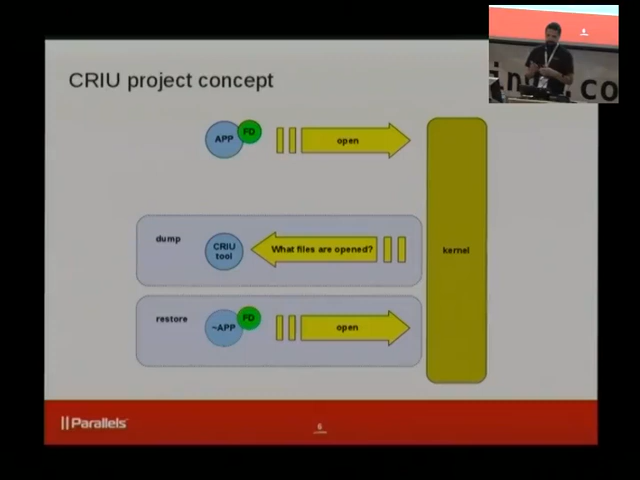 CRIU project concept
APP
FD
open
kernel
dump
CRIU
tool
What files are opened?
restore
~APP
FD
open
Parallels
6